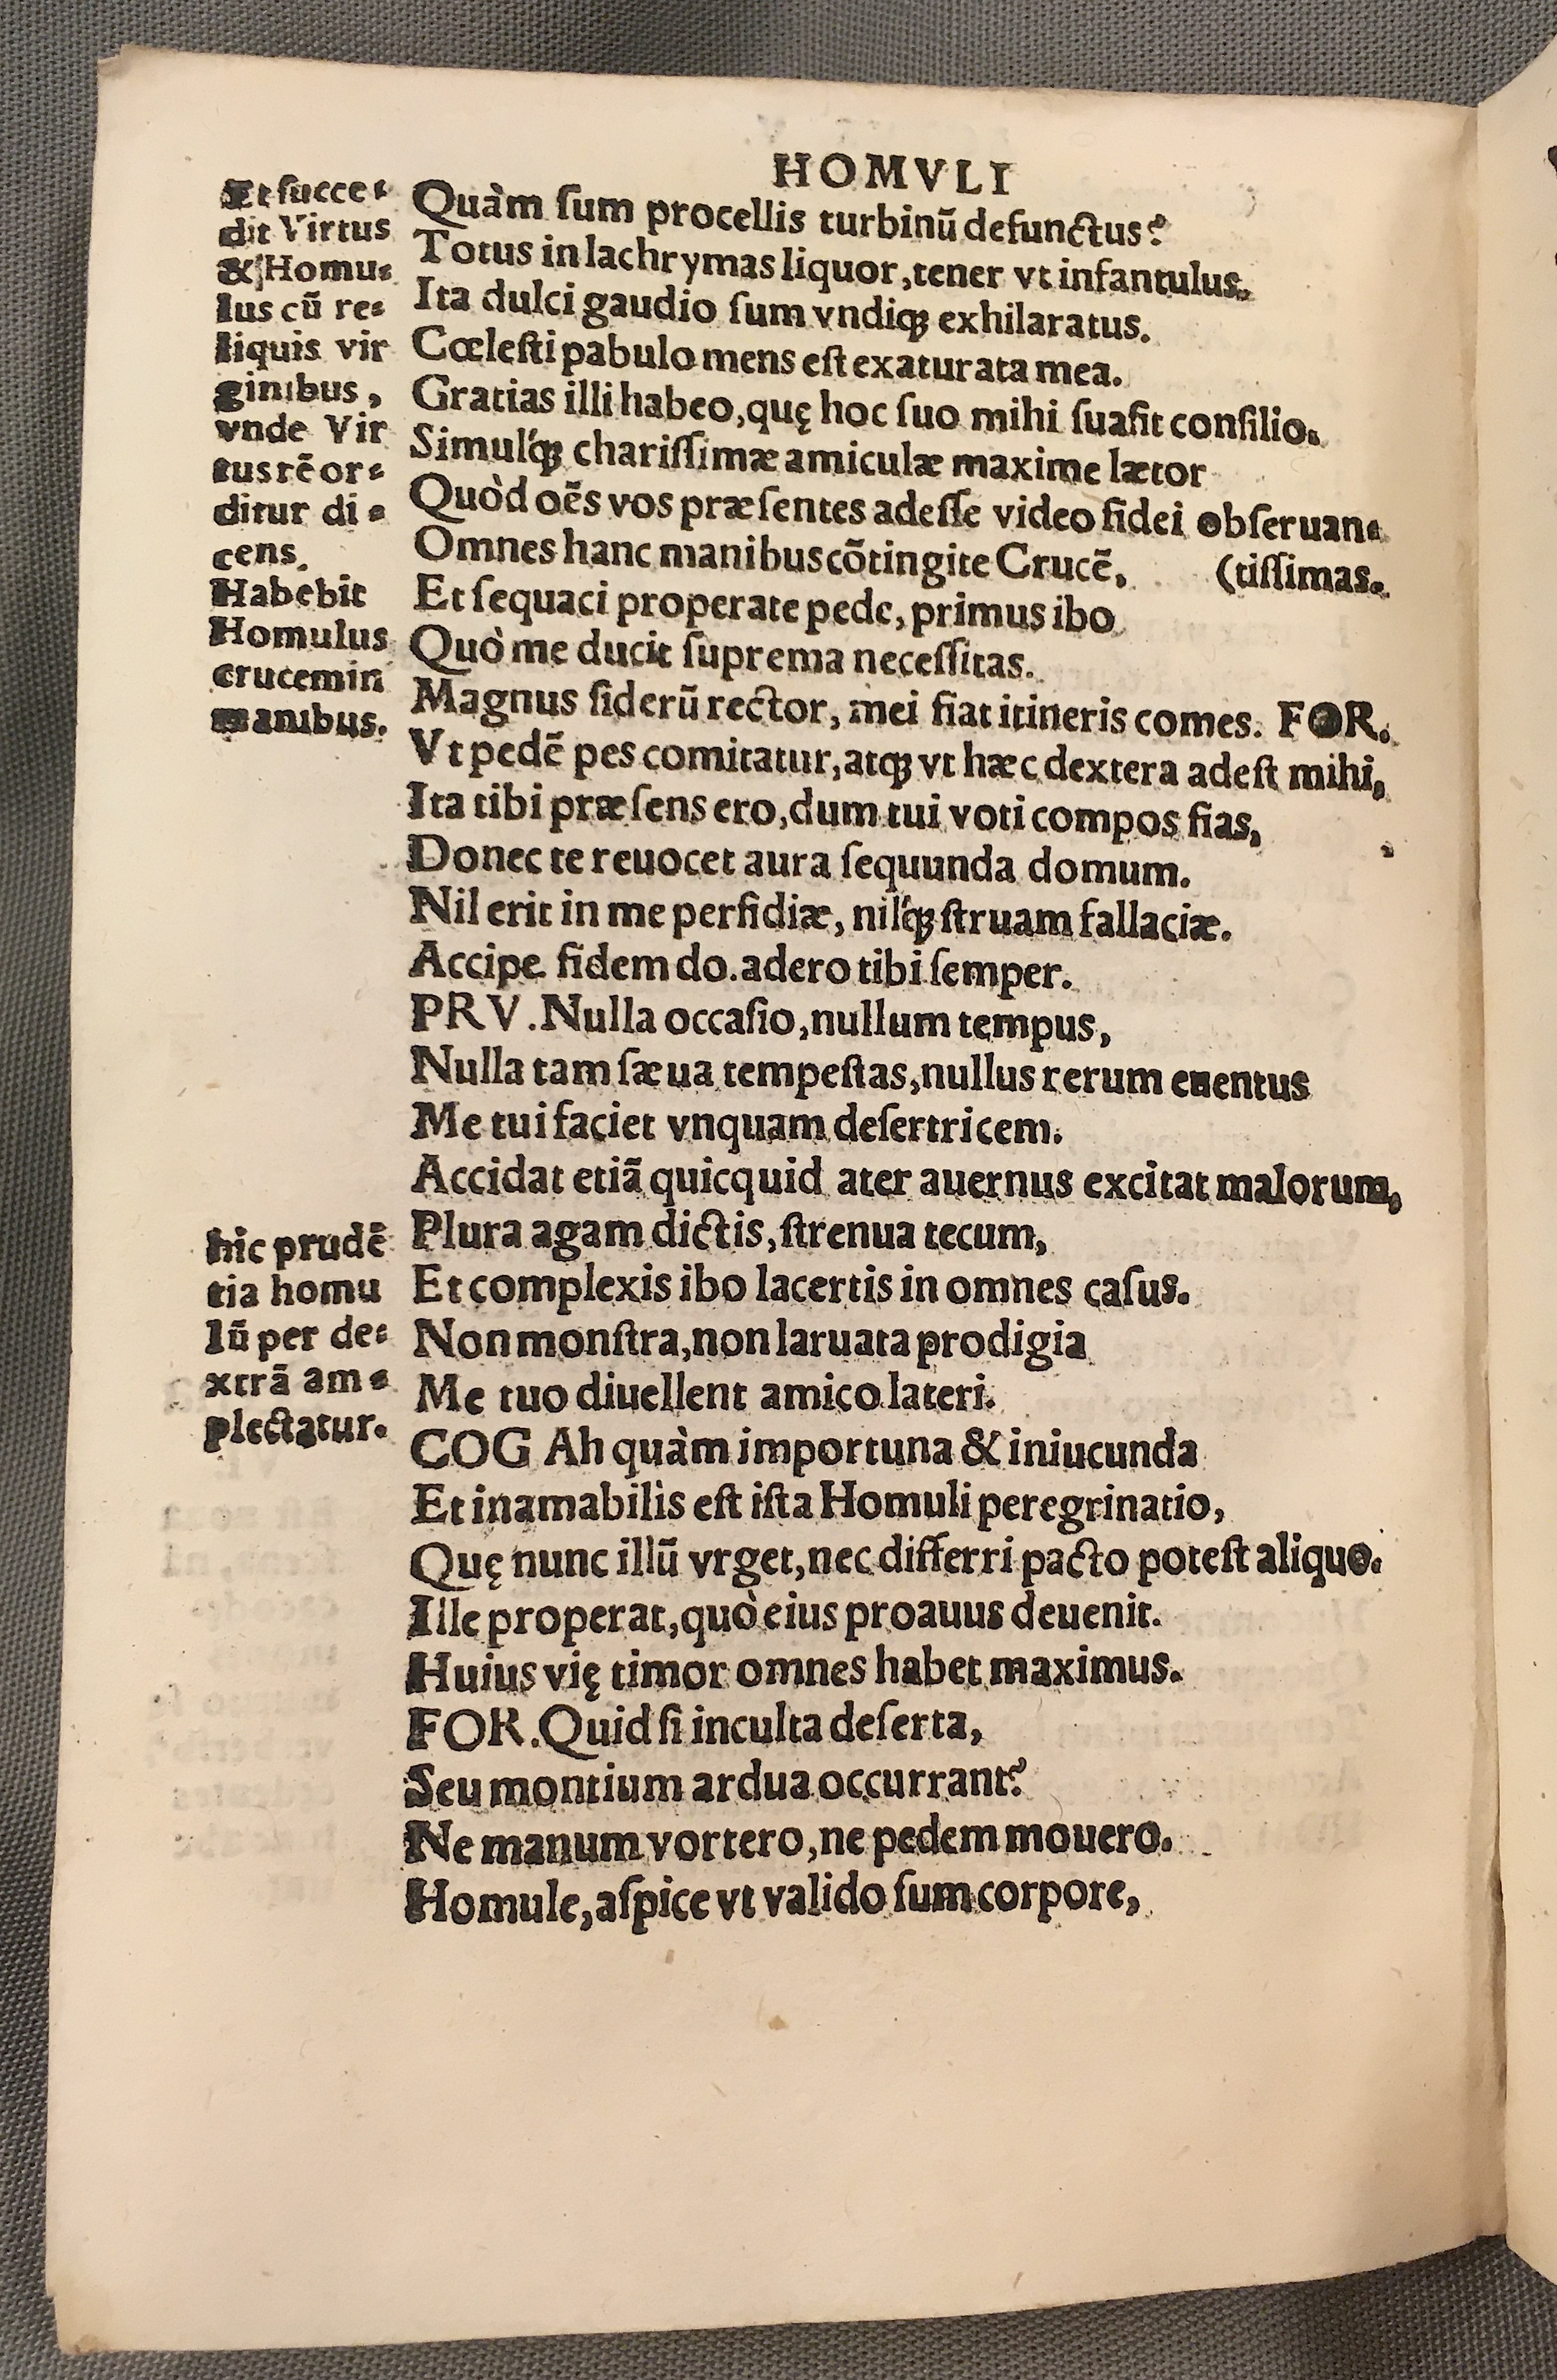 HOMVLI
Et succe⸗
dit Virtus
& Homu⸗
lus cũ re⸗
liquis vir
ginibus,
vnde Vir
tus rē or⸗
ditur di⸗
cens.
Habebit
Homulus
crucem in
manibus.
Quàm ſum procellis turbinũ defunctus?
Totus in lachrymas liquor, tener vt infantulus.
Ita dulci gaudio ſum vndiqꝫ exhilaratus.
Cœleſti pabulo mens eſt exaturata mea.
Gratias illi habeo, quę hoc ſuo mihi ſuaſit conſilio.
Simulq́ꝫ chariſſimæ amiculæ maxime lætor
Quòd oēs vos præſentes adeſſe video fidei obſeruan⸗
Omnes hanc manibus cõtingite Crucē, (tiſſimas.
Et ſequaci properate pede, primus ibo
Quò me ducit ſuprema neceſſitas.
Magnus ſiderũ rector, mei fiat itineris comes. FOR.
Vt pedē pes comitatur, atqꝫ vt hæc dextera adeſt mihi,
Ita tibi præſens ero, dum tui voti compos fias,
Donec te reuocet aura ſequunda domum.
Nil erit in me perfidiæ, nilq́ꝫ ſtruam fallaciæ.
Accipe fidem do. adero tibi ſemper.
PRV. Nulla occaſio, nullum tempus,
Nulla tam ſæua tempeſtas, nullus rerum euentus
Me tui faciet vnquam deſertricem.
Accidat etiã quicquid ater auernus excitat malorum,
Plura agam dictis, ſtrenua tecum,
Et complexis ibo lacertis in omnes caſus.
Non monſtra, non laruata prodigia
Me tuo diuellent amico lateri.
hic prudē
tia homu
lũ per de⸗
xtrã am⸗
plectatur.
COG Ah quàm importuna & iniucunda
Et inamabilis eſt iſta Homuli peregrinatio,
Quę nunc illũ vrget, nec differri pacto poteſt aliquo.
Ille properat, quò eius proauus deuenit.
Huius vię timor omnes habet maximus.
FOR. Quid ſi inculta deſerta,
Seu montium ardua occurrant?
Ne manum vortero, ne pedem mouero.
Homule, aſpice vt valido ſum corpore,